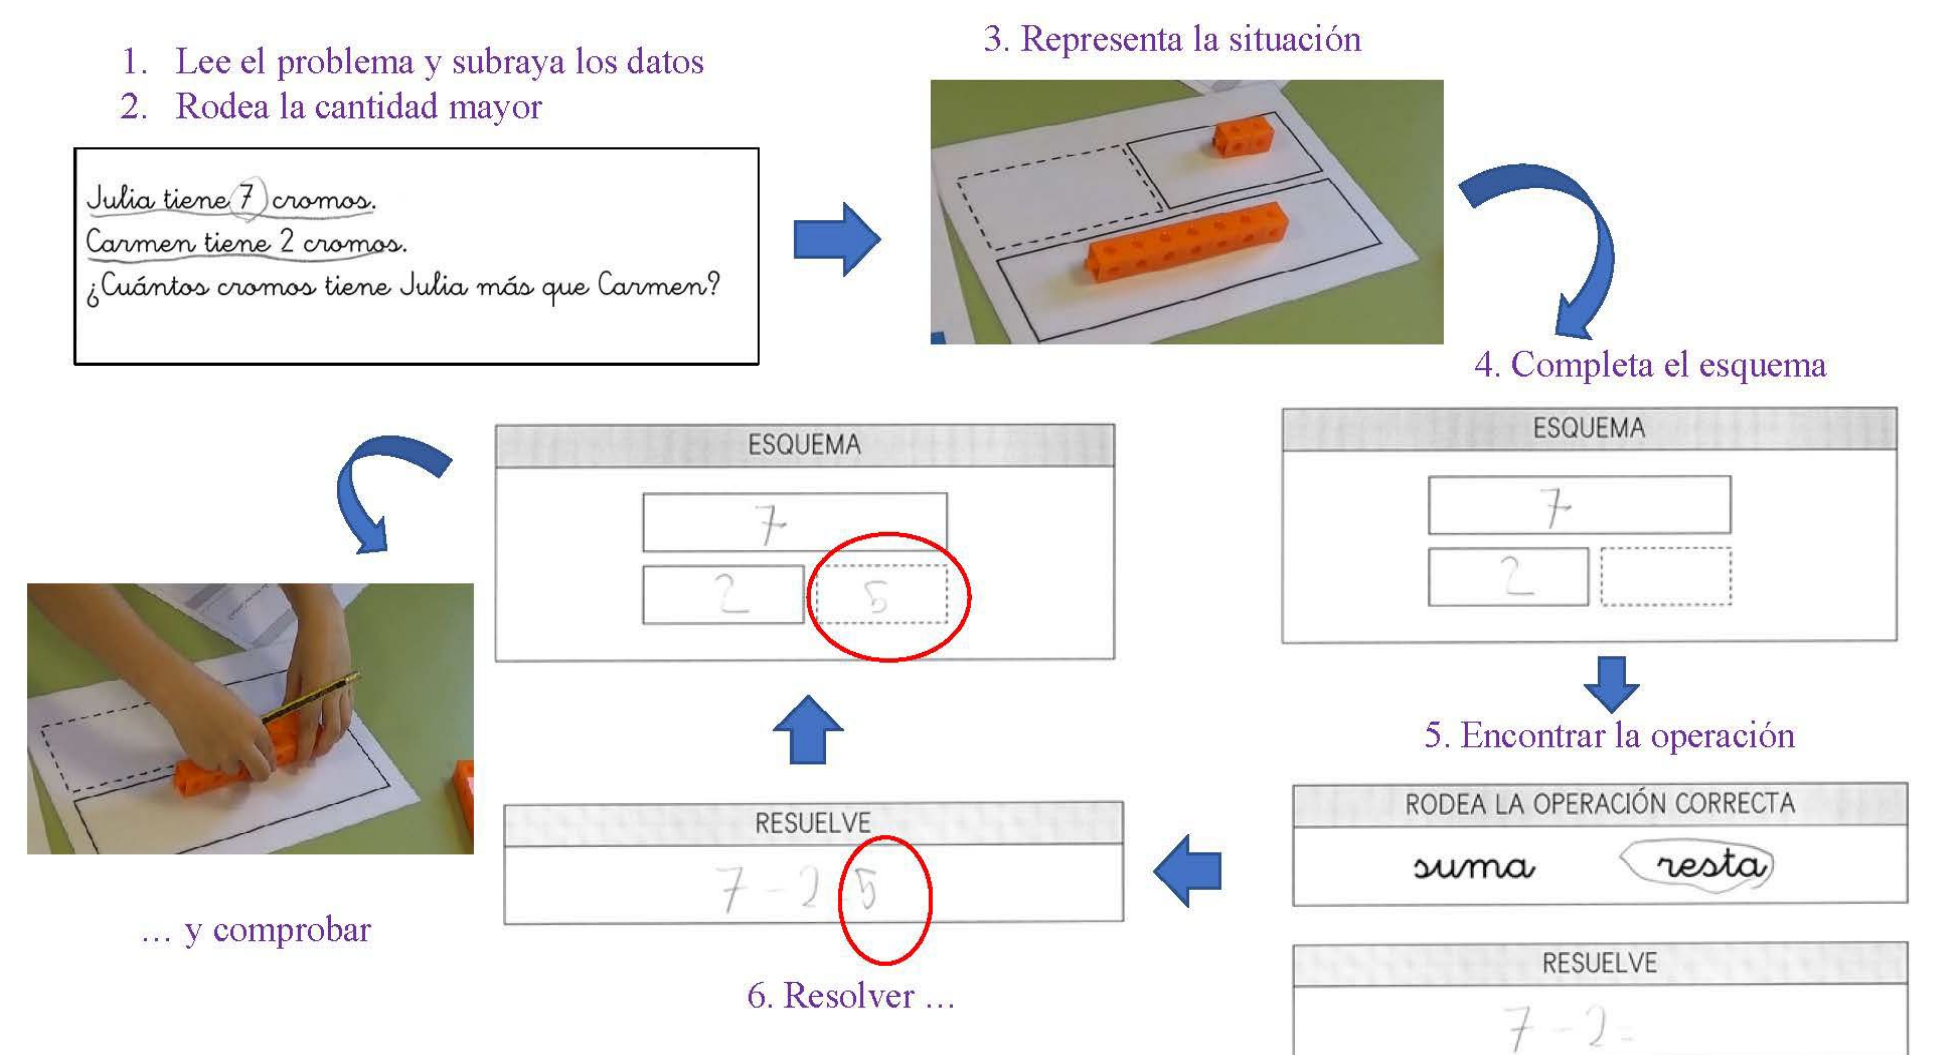 1. Lee el problema y subraya los datos
2. Rodea la cantidad mayor
Julia tiene 7 cromos.
Carmen tiene 2 cromos.
¿Cuántos cromos tiene Julia más que Carmen?
3. Representa la situación
4. Completa el esquema
ESQUEMA
7
2
5. Encontrar la operación
RODEA LA OPERACIÓN CORRECTA
suma resta
RESUELVE
7 - 2 =
RESUELVE
7 - 2 5
6. Resolver ...
ESQUEMA
7
2 5
... y comprobar